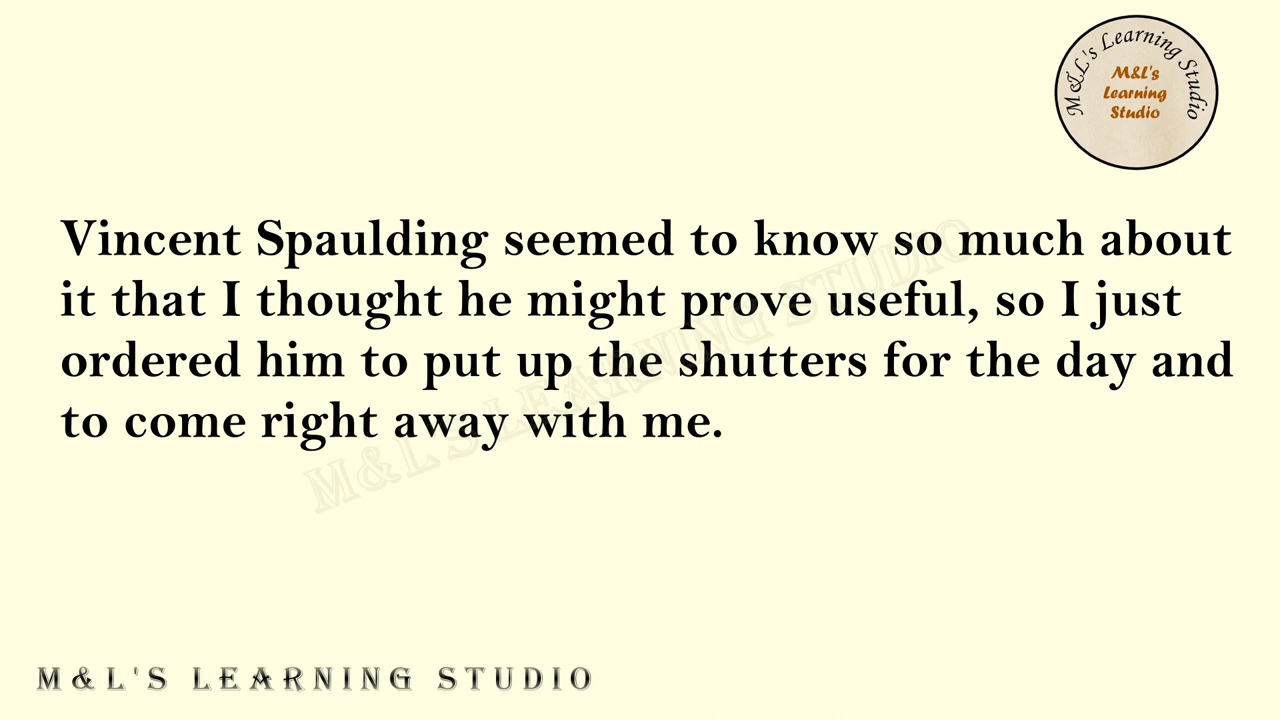 M&L's Learning Studio
M&L's
Learning
Studio
Vincent Spaulding seemed to know so much about
it that I thought he might prove useful, so I just
ordered him to put up the shutters for the day and
to come right away with me.
M&L'S LEARNING STUDIO
M&L'S LEARNING STUDIO